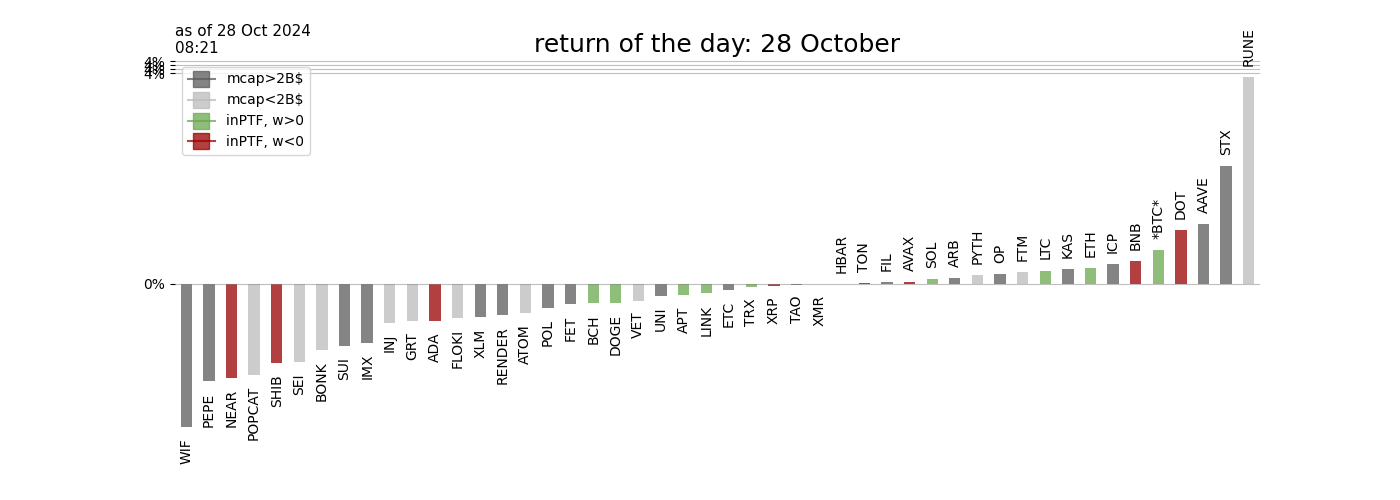 as of 28 Oct 2024
08:21
return of the day: 28 October
4%
4%
0%
mcap>2B$
mcap<2B$
inPTF, w>0
inPTF, w<0
WIF
PEPE
NEAR
POPCAT
SHIB
SEI
BONK
SUI
IMX
INJ
GRT
ADA
FLOKI
XLM
RENDER
ATOM
POL
FET
BCH
DOGE
VET
UNI
APT
LINK
ETC
TRX
XRP
TAO
XMR
HBAR
TON
FIL
AVAX
SOL
ARB
PYTH
OP
FTM
LTC
KAS
ETH
ICP
BNB
*BTC*
DOT
AAVE
STX
RUNE